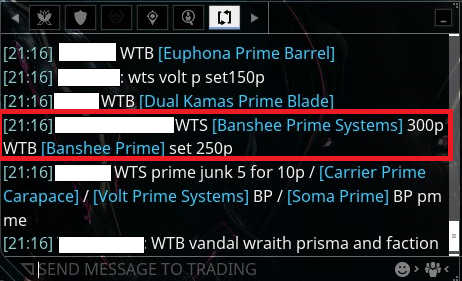 [21:16] WTB [Euphona Prime Barrel]
[21:16] : wts volt p set150p
[21:16] WTB [Dual Kamas Prime Blade]
[21:16] WTS [Banshee Prime Systems] 300p
WTB [Banshee Prime] set 250p
[21:16] WTS prime junk 5 for 10p / [Carrier Prime
Carapace] / [Volt Prime Systems] BP / [Soma Prime] BP pm
me
[21:16] : WTB vandal wraith prisma and faction
SEND MESSAGE TO TRADING